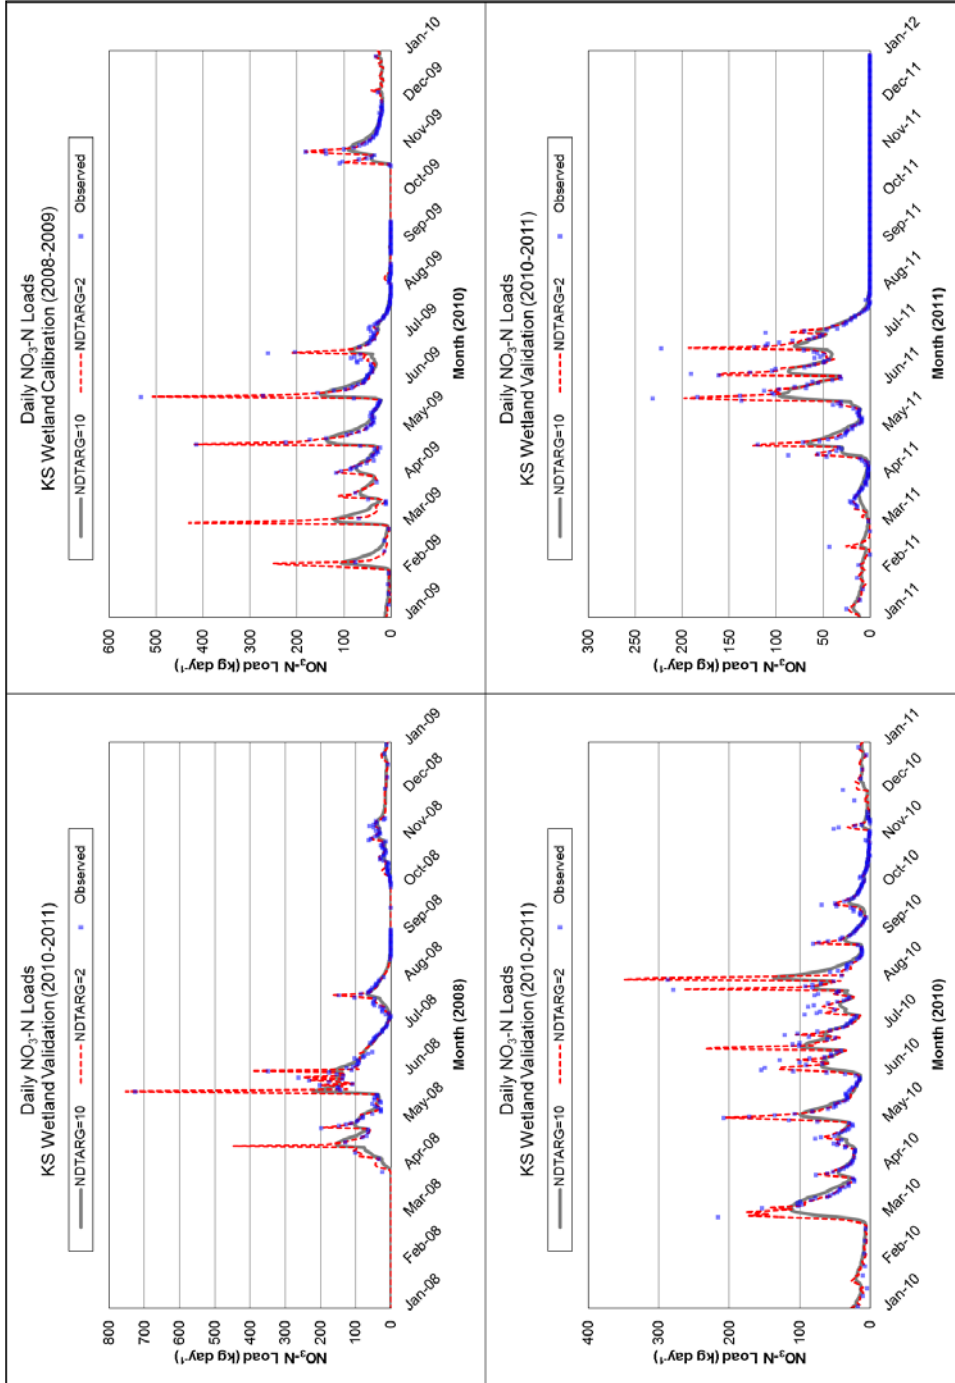 Daily NO₃-N Loads
KS Wetland Validation (2010-2011)
NDTARG=10 NDTARG=2 Observed
800
700
600
500
400
300
200
100
0
NO₃-N Load (kg day⁻¹)
Jan-08 Feb-08 Mar-08 Apr-08 May-08 Jun-08 Jul-08 Aug-08 Sep-08 Oct-08 Nov-08 Dec-08 Jan-09
Month (2008)
Daily NO₃-N Loads
KS Wetland Calibration (2008-2009)
NDTARG=10 NDTARG=2 Observed
600
500
400
300
200
100
0
NO₃-N Load (kg day⁻¹)
Jan-09 Feb-09 Mar-09 Apr-09 May-09 Jun-09 Jul-09 Aug-09 Sep-09 Oct-09 Nov-09 Dec-09 Jan-10
Month (2010)
Daily NO₃-N Loads
KS Wetland Validation (2010-2011)
NDTARG=10 NDTARG=2 Observed
400
300
200
100
0
NO₃-N Load (kg day⁻¹)
Jan-10 Feb-10 Mar-10 Apr-10 May-10 Jun-10 Jul-10 Aug-10 Sep-10 Oct-10 Nov-10 Dec-10 Jan-11
Month (2010)
Daily NO₃-N Loads
KS Wetland Validation (2010-2011)
NDTARG=10 NDTARG=2 Observed
300
250
200
150
100
50
0
NO₃-N Load (kg day⁻¹)
Jan-11 Feb-11 Mar-11 Apr-11 May-11 Jun-11 Jul-11 Aug-11 Sep-11 Oct-11 Nov-11 Dec-11 Jan-12
Month (2011)